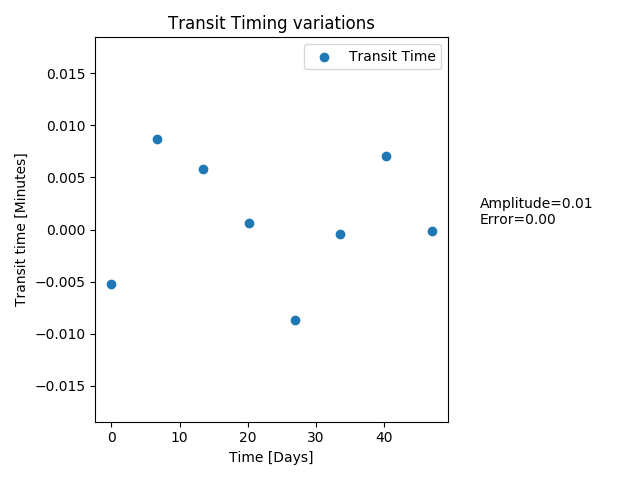 Transit Timing variations
Transit Time
0.015
0.010
0.005
0.000
−0.005
−0.010
−0.015
Transit time [Minutes]
Amplitude=0.01
Error=0.00
0 10 20 30 40
Time [Days]